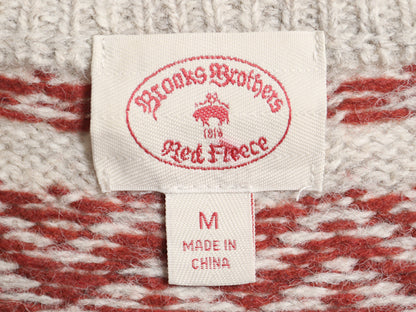 Brooks Brothers
1818
Red Fleece
M
MADE IN
CHINA